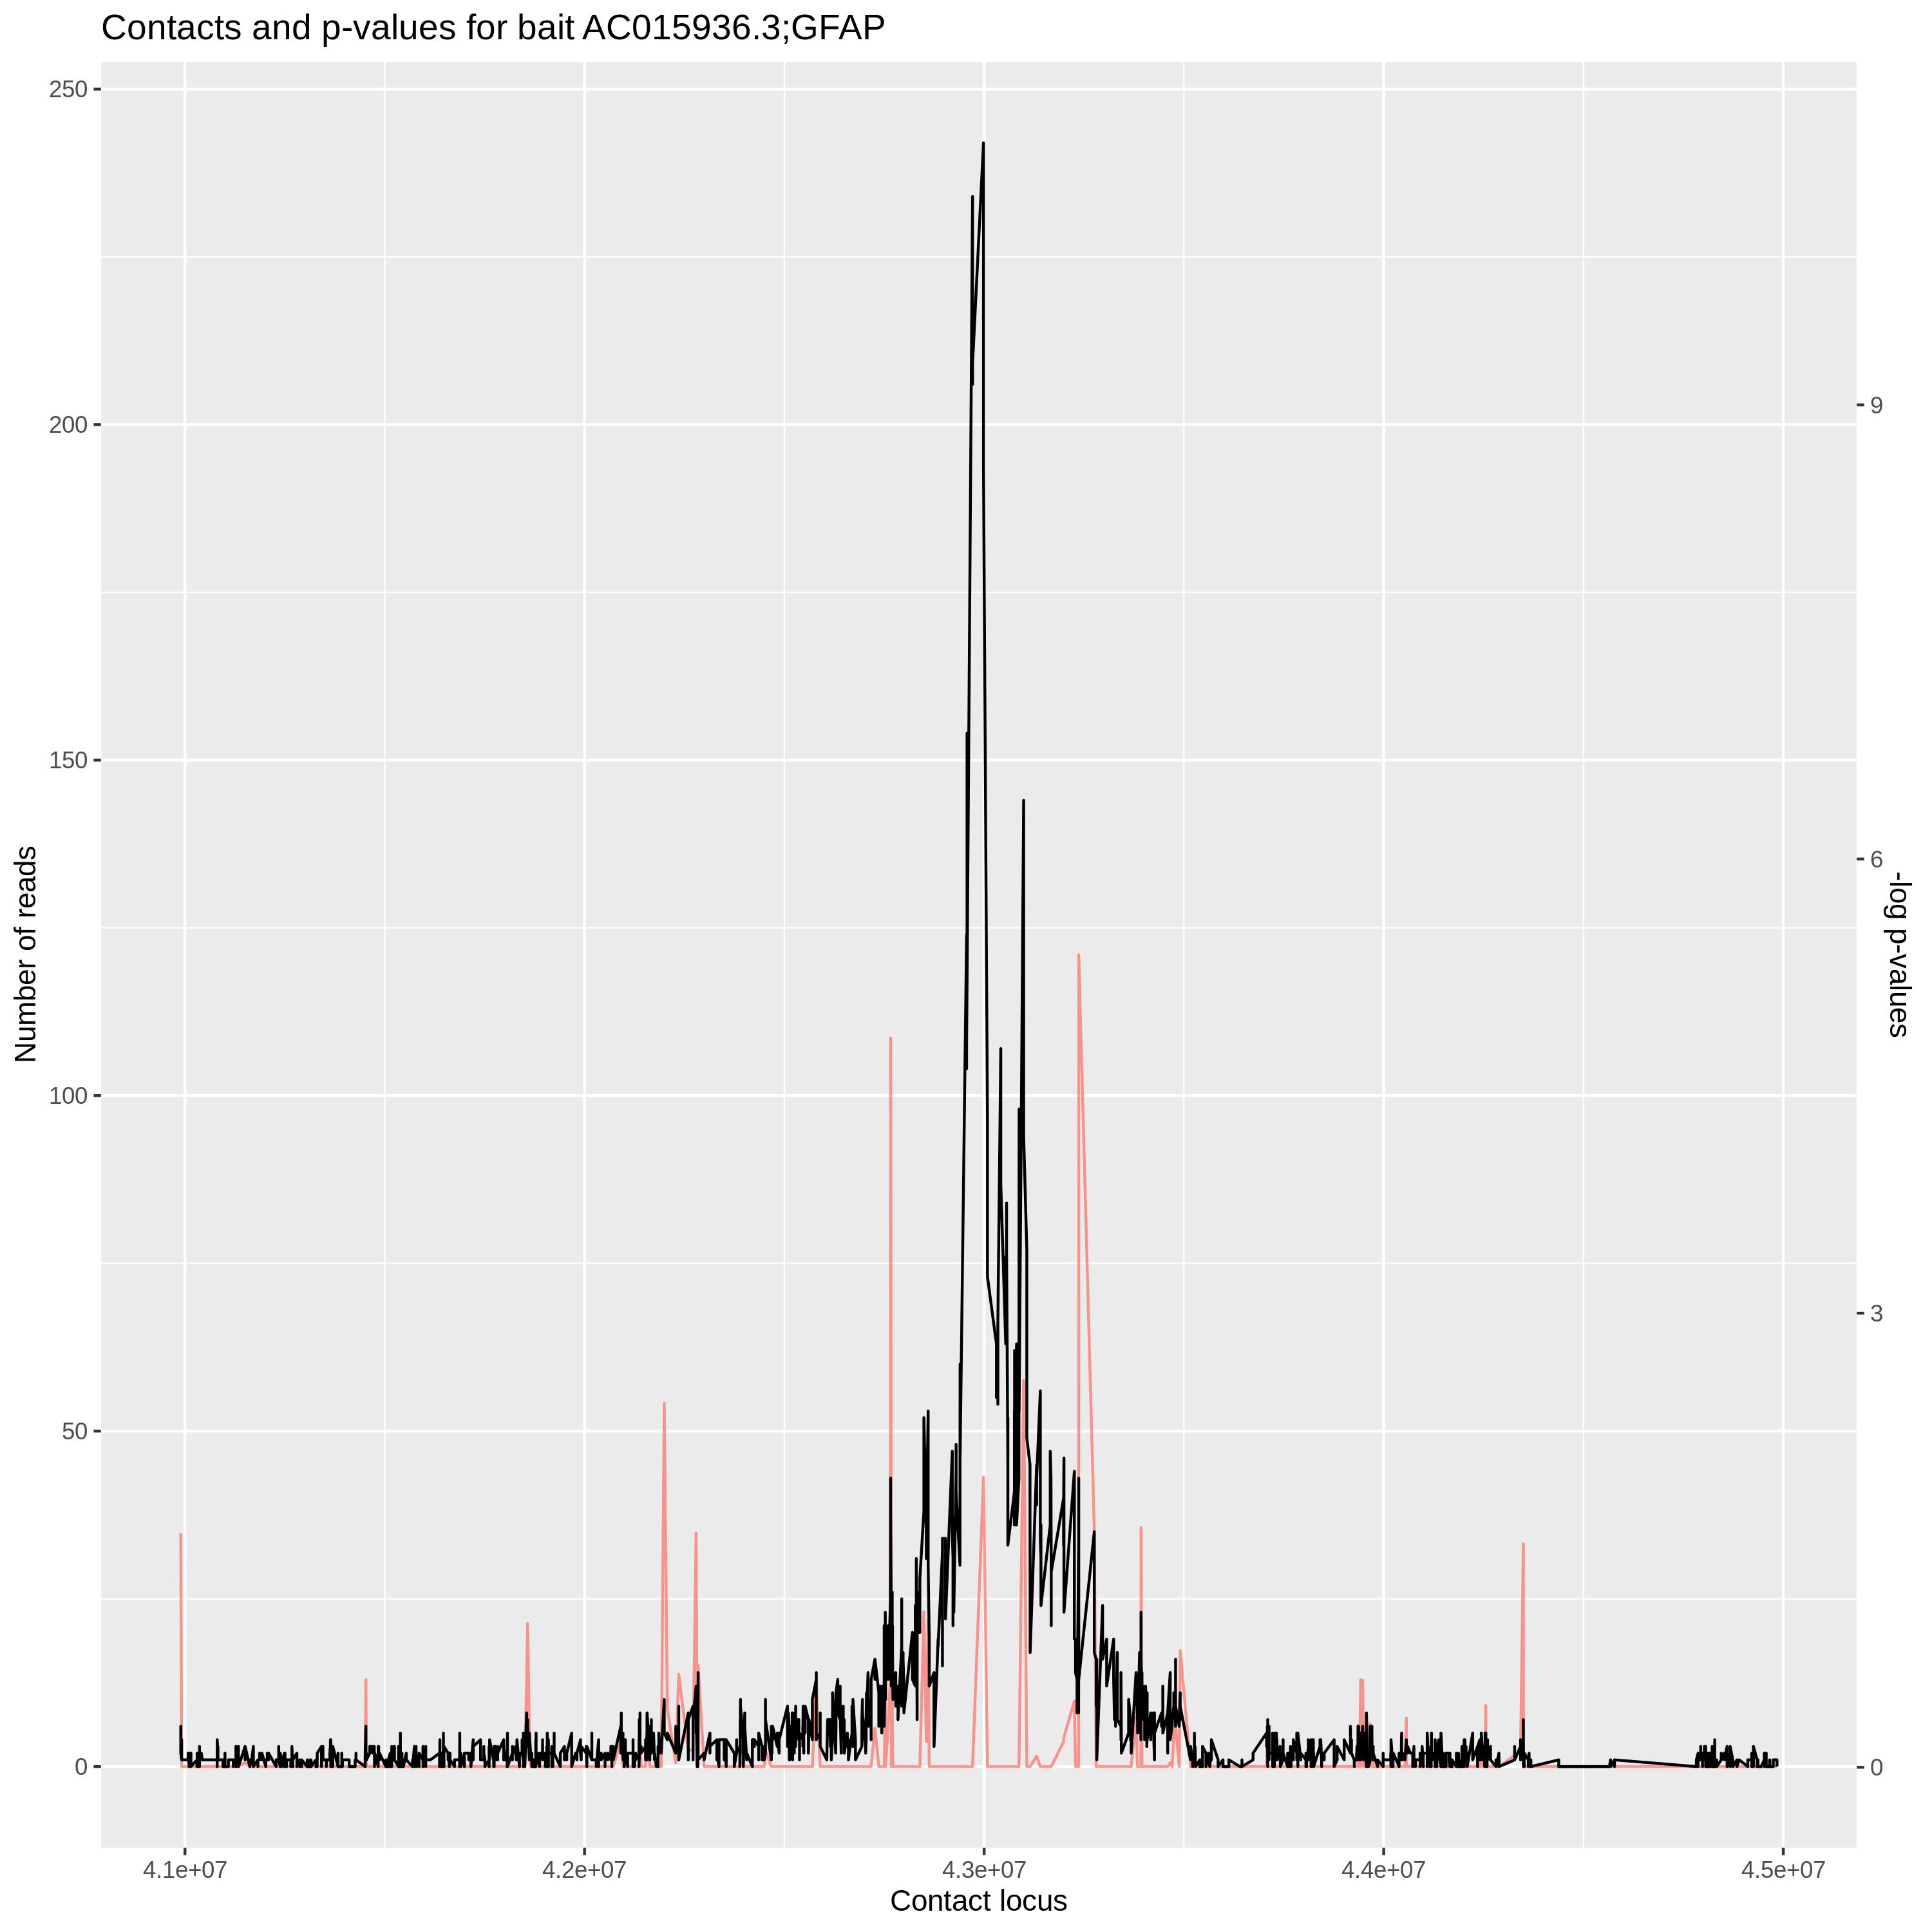 Contacts and p-values for bait AC015936.3;GFAP
250
200
150
100
50
0
Number of reads
9
6
3
0
-log p-values
4.1e+07
4.2e+07
4.3e+07
4.4e+07
4.5e+07
Contact locus